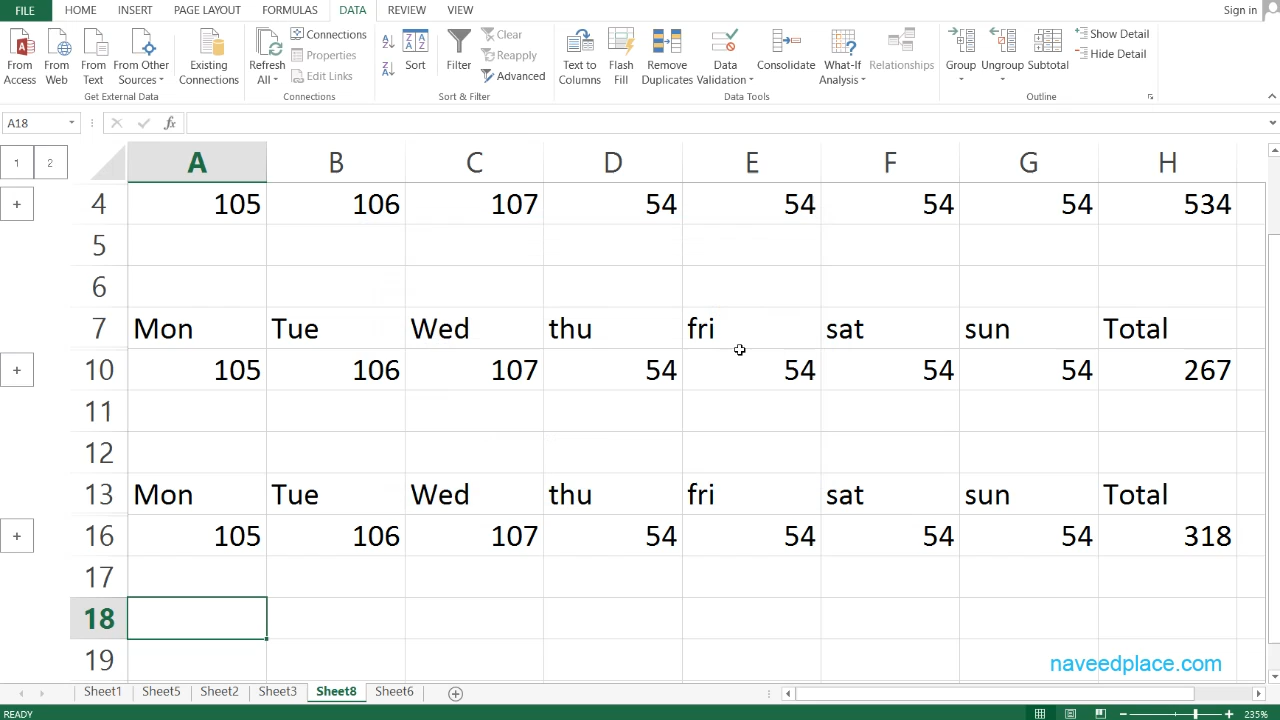 FILE HOME INSERT PAGE LAYOUT FORMULAS DATA REVIEW VIEW Sign in
From Access
From Web
From Text
From Other Sources
Get External Data
Existing Connections
Refresh All
Connections
Properties
Edit Links
Connections
A Z
Z A
Sort
Filter
Clear
Reapply
Advanced
Sort & Filter
Text to Columns
Flash Fill
Remove Duplicates
Data Validation
Consolidate
What-If Analysis
Relationships
Data Tools
Group
Ungroup
Subtotal
Show Detail
Hide Detail
Outline
A18 fx
1 2 A B C D E F G H
+ 4 105 106 107 54 54 54 54 534
5
6
7 Mon Tue Wed thu fri sat sun Total
+ 10 105 106 107 54 54 54 54 267
11
12
13 Mon Tue Wed thu fri sat sun Total
+ 16 105 106 107 54 54 54 54 318
17
18
19
naveedplace.com
Sheet1 Sheet5 Sheet2 Sheet3 Sheet8 Sheet6
READY 235%